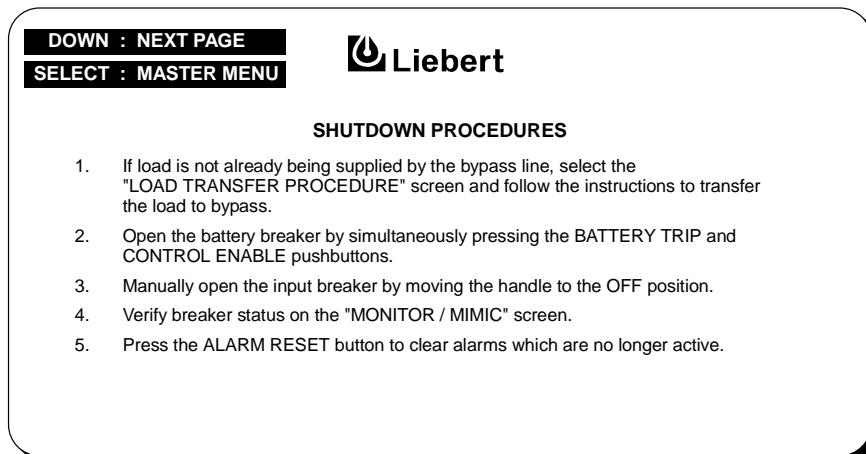 DOWN : NEXT PAGE
SELECT : MASTER MENU
Liebert
SHUTDOWN PROCEDURES
1. If load is not already being supplied by the bypass line, select the
"LOAD TRANSFER PROCEDURE" screen and follow the instructions to transfer
the load to bypass.
2. Open the battery breaker by simultaneously pressing the BATTERY TRIP and
CONTROL ENABLE pushbuttons.
3. Manually open the input breaker by moving the handle to the OFF position.
4. Verify breaker status on the "MONITOR / MIMIC" screen.
5. Press the ALARM RESET button to clear alarms which are no longer active.